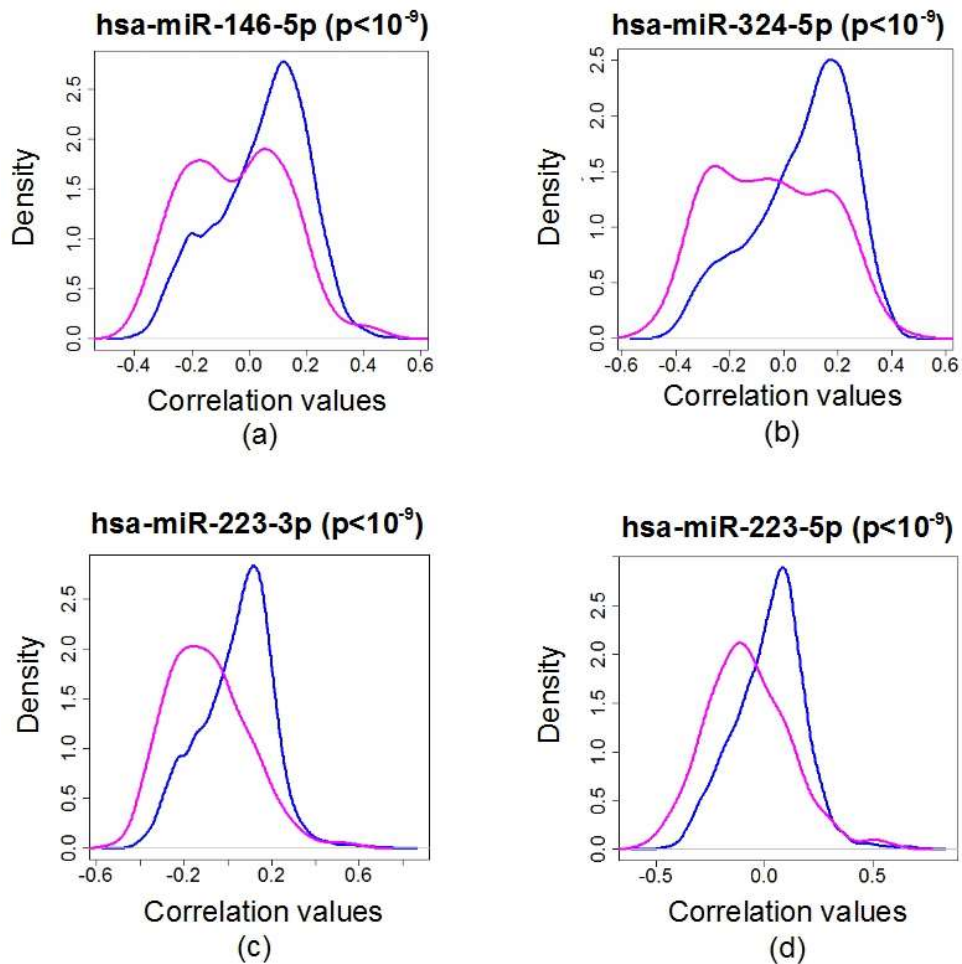 hsa-miR-146-5p (p<10⁻⁹)
Density
0.0 0.5 1.0 1.5 2.0 2.5
-0.4 -0.2 0.0 0.2 0.4 0.6
Correlation values
(a)
hsa-miR-324-5p (p<10⁻⁹)
Density
0.0 0.5 1.0 1.5 2.0 2.5
-0.6 -0.4 -0.2 0.0 0.2 0.4 0.6
Correlation values
(b)
hsa-miR-223-3p (p<10⁻⁹)
Density
0.0 0.5 1.0 1.5 2.0 2.5
-0.6 -0.2 0.2 0.6
Correlation values
(c)
hsa-miR-223-5p (p<10⁻⁹)
Density
0.0 0.5 1.0 1.5 2.0 2.5
-0.5 0.0 0.5
Correlation values
(d)